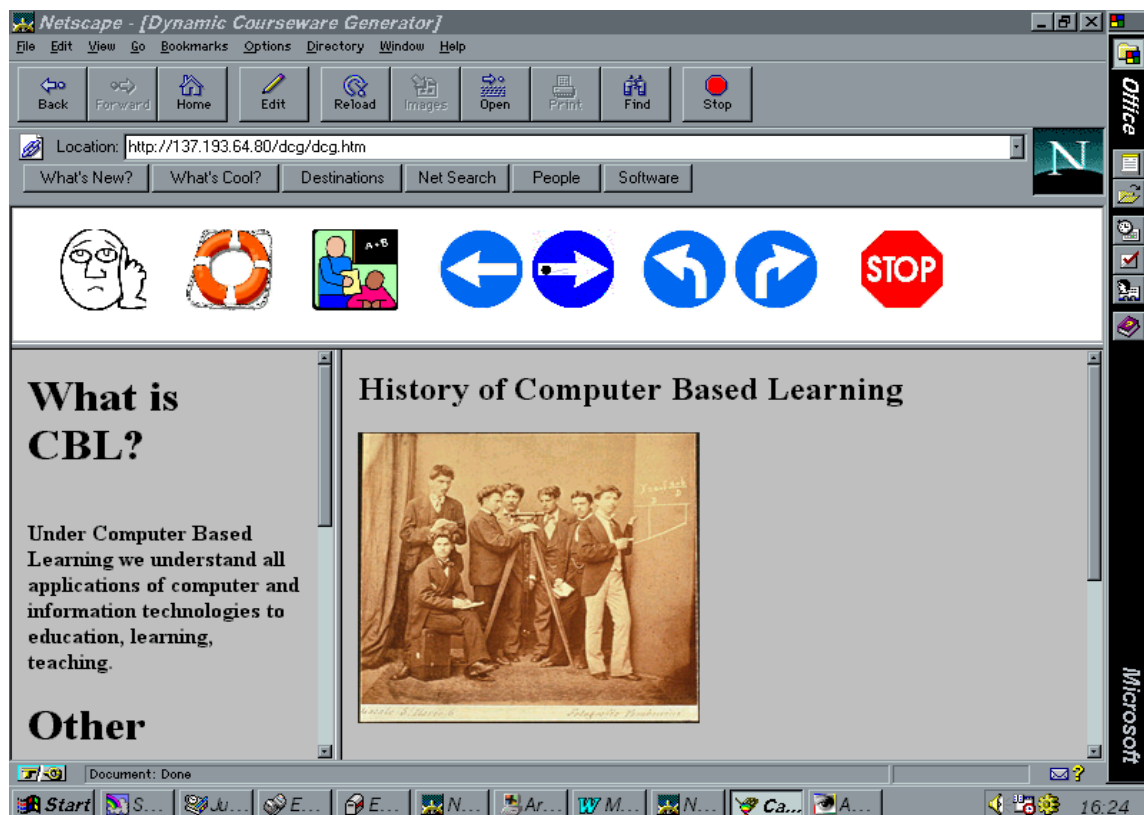 Netscape - [Dynamic Courseware Generator]
File Edit View Go Bookmarks Options Directory Window Help
Back Forward Home Edit Reload Images Open Print Find Stop
Location: http://137.193.64.80/dcg/dcg.htm
N
What's New? What's Cool? Destinations Net Search People Software
A+B
STOP
What is
CBL?
Under Computer Based
Learning we understand all
applications of computer and
information technologies to
education, learning,
teaching.
Other
History of Computer Based Learning
Document: Done
Office
Microsoft
Start S... Ju... E... E... N... Ar... M... N... Ca... A... 16:24